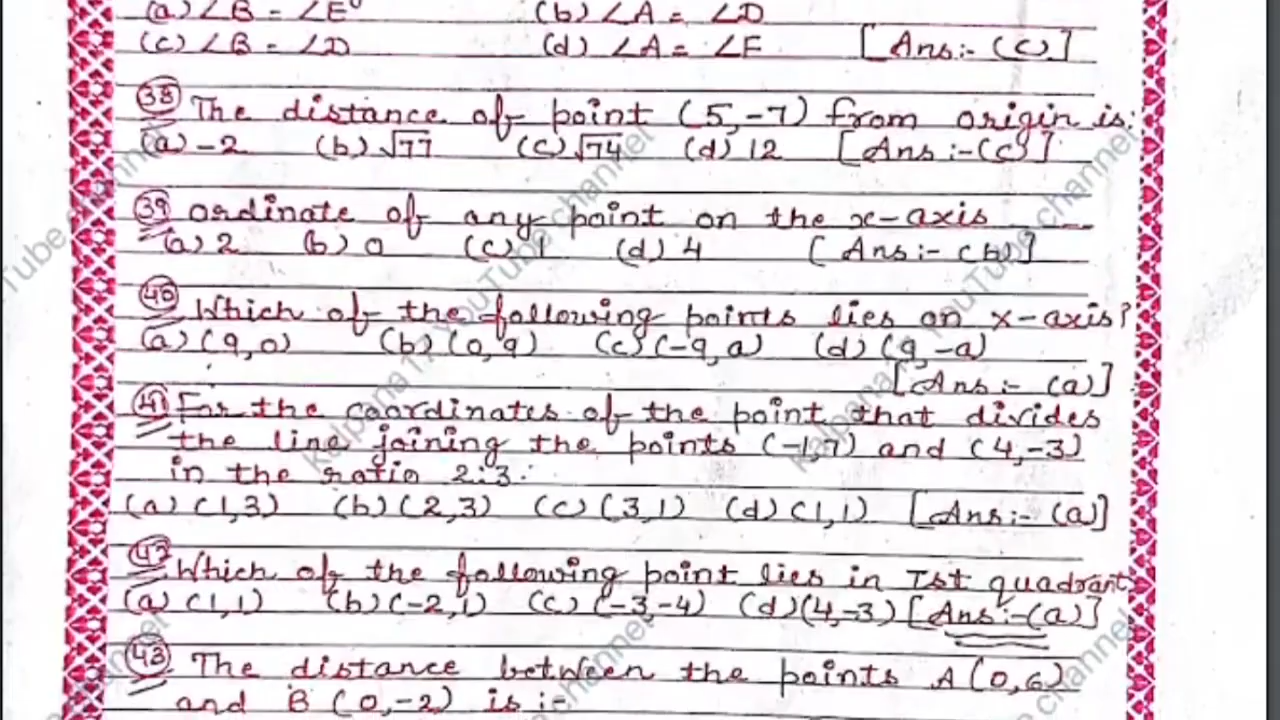 (a) ∠B = ∠E (b) ∠A = ∠D
(c) ∠B = ∠D (d) ∠A = ∠F [Ans:- (c)]
38 The distance of point (5,-7) from origin is:
(a) -2 (b) √77 (c) √74 (d) 12 [Ans :-(c)]
39 ordinate of any point on the x-axis
(a) 2 (b) 0 (c) 1 (d) 4 [Ans:- (b)]
40 Which of the following points lies on x-axis?
(a) (9,0) (b) (0,9) (c) (-9,a) (d) (9,-a)
[Ans:- (a)]
41 For the coordinates of the point that divides
the line joining the points (-1,7) and (4,-3)
in the ratio 2:3.
(a) (1,3) (b) (2,3) (c) (3,1) (d) (1,1) [Ans:- (a)]
42 Which of the following point lies in Ist quadrant
(a) (1,1) (b) (-2,1) (c) (-3,-4) (d) (4,-3) [Ans:-(a)]
43 The distance between the points A(0,6)
and B (0,-2) is :-